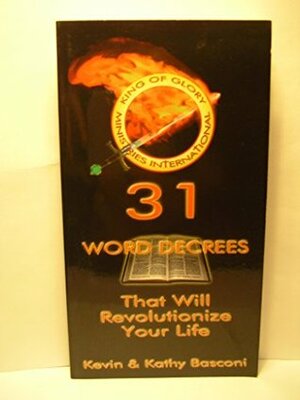 KING OF GLORY
MINISTRIES INTERNATIONAL
31
WORD DECREES
That Will
Revolutionize
Your Life
Kevin & Kathy Basconi